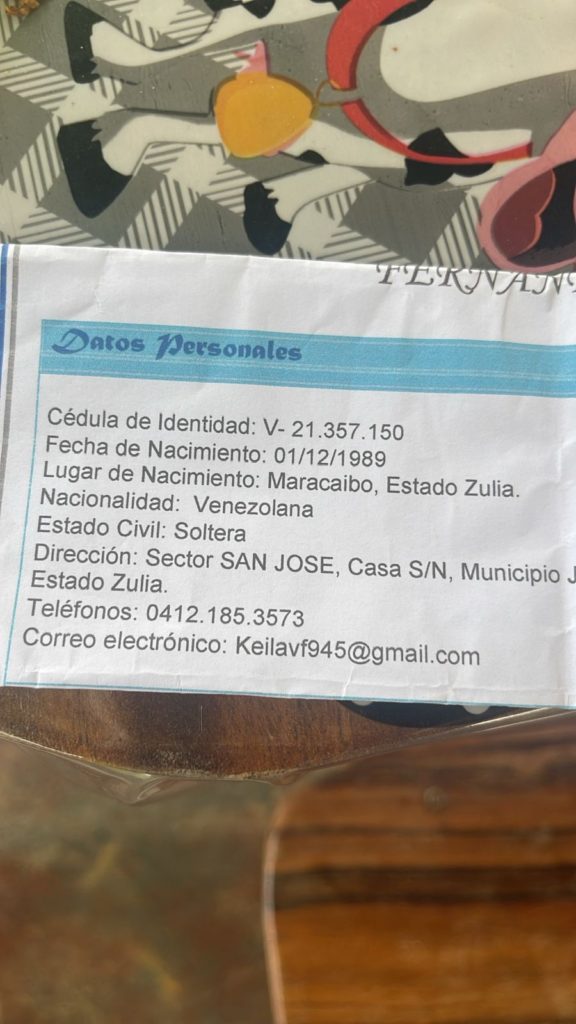 Datos Personales
Cédula de Identidad: V- 21.357.150
Fecha de Nacimiento: 01/12/1989
Lugar de Nacimiento: Maracaibo, Estado Zulia.
Nacionalidad: Venezolana
Estado Civil: Soltera
Dirección: Sector SAN JOSE, Casa S/N, Municipio J
Estado Zulia.
Teléfonos: 0412.185.3573
Correo electrónico: Keilavf945@gmail.com